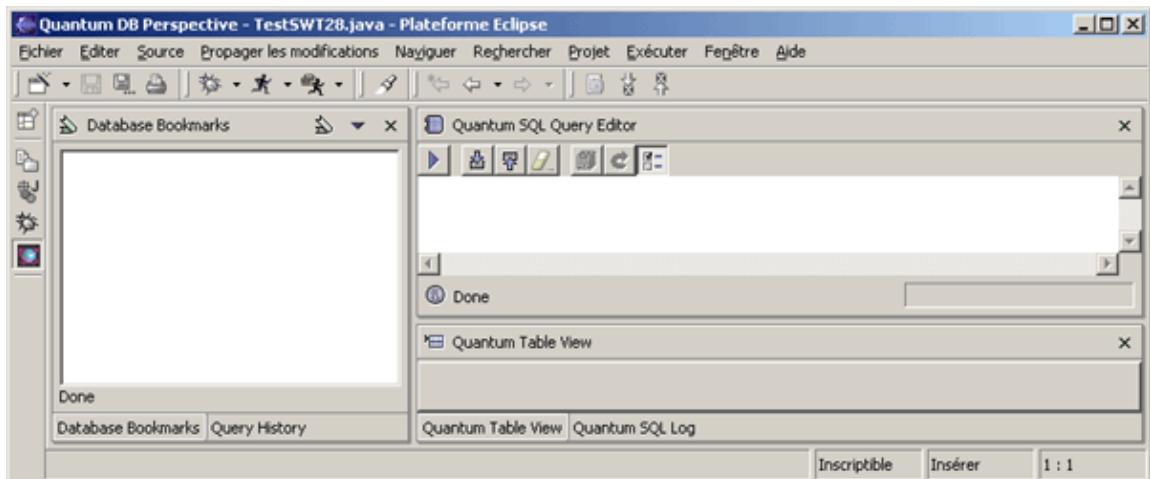 Quantum DB Perspective - TestSWT28.java - Plateforme Eclipse
Fichier Editer Source Propager les modifications Naviguer Rechercher Projet Exécuter Fenêtre Aide
Database Bookmarks
Done
Database Bookmarks Query History
Quantum SQL Query Editor
Done
Quantum Table View
Quantum Table View Quantum SQL Log
Inscriptible Insérer 1 : 1